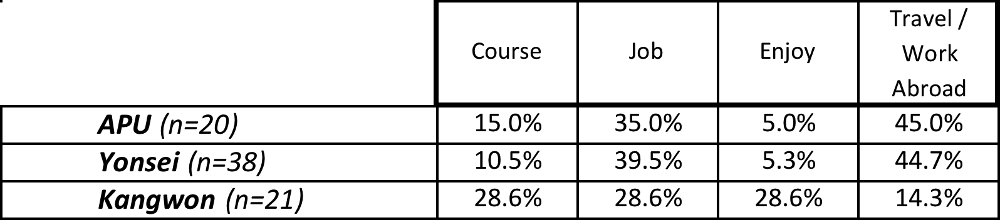 Course Job Enjoy Travel /
Work
Abroad
APU (n=20) 15.0% 35.0% 5.0% 45.0%
Yonsei (n=38) 10.5% 39.5% 5.3% 44.7%
Kangwon (n=21) 28.6% 28.6% 28.6% 14.3%